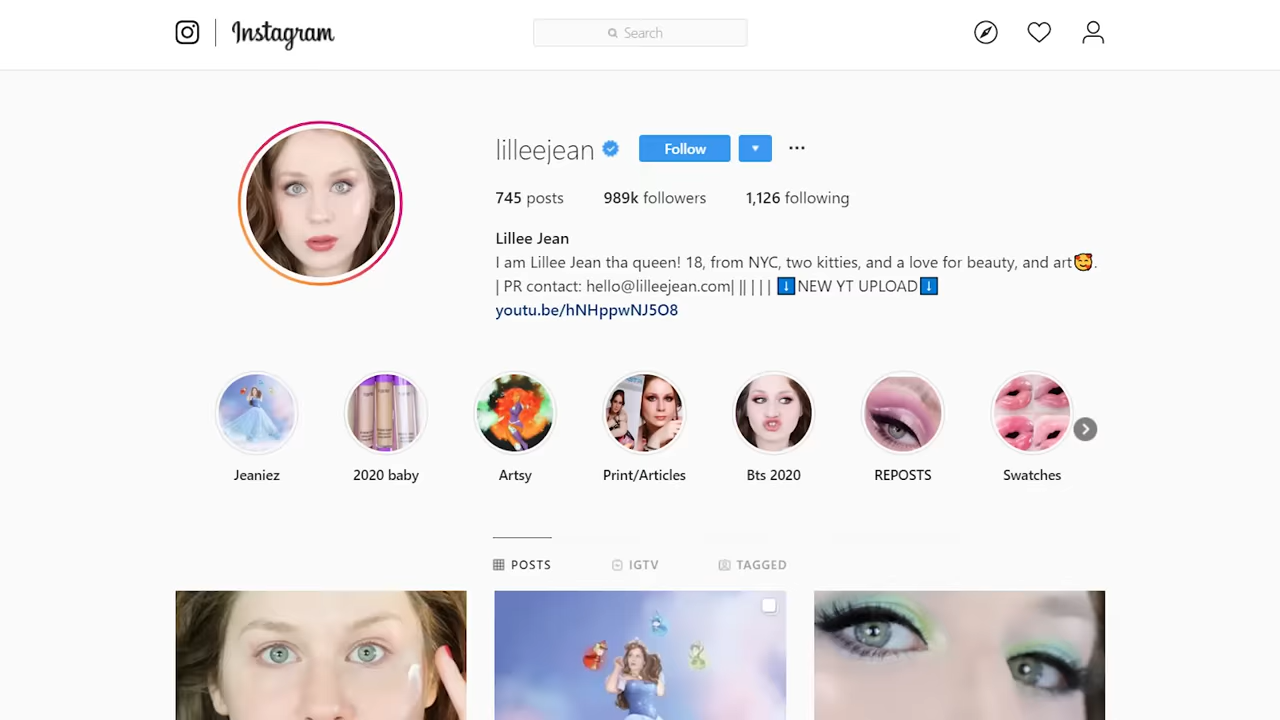 Instagram
Search
lilleejean Follow
745 posts 989k followers 1,126 following
Lillee Jean
I am Lillee Jean tha queen! 18, from NYC, two kitties, and a love for beauty, and art🥰.
| PR contact: hello@lilleejean.com| || | | | ⬇️NEW YT UPLOAD⬇️
youtu.be/hNHppwNJ5O8
Jeaniez 2020 baby Artsy Print/Articles Bts 2020 REPOSTS Swatches
POSTS IGTV TAGGED